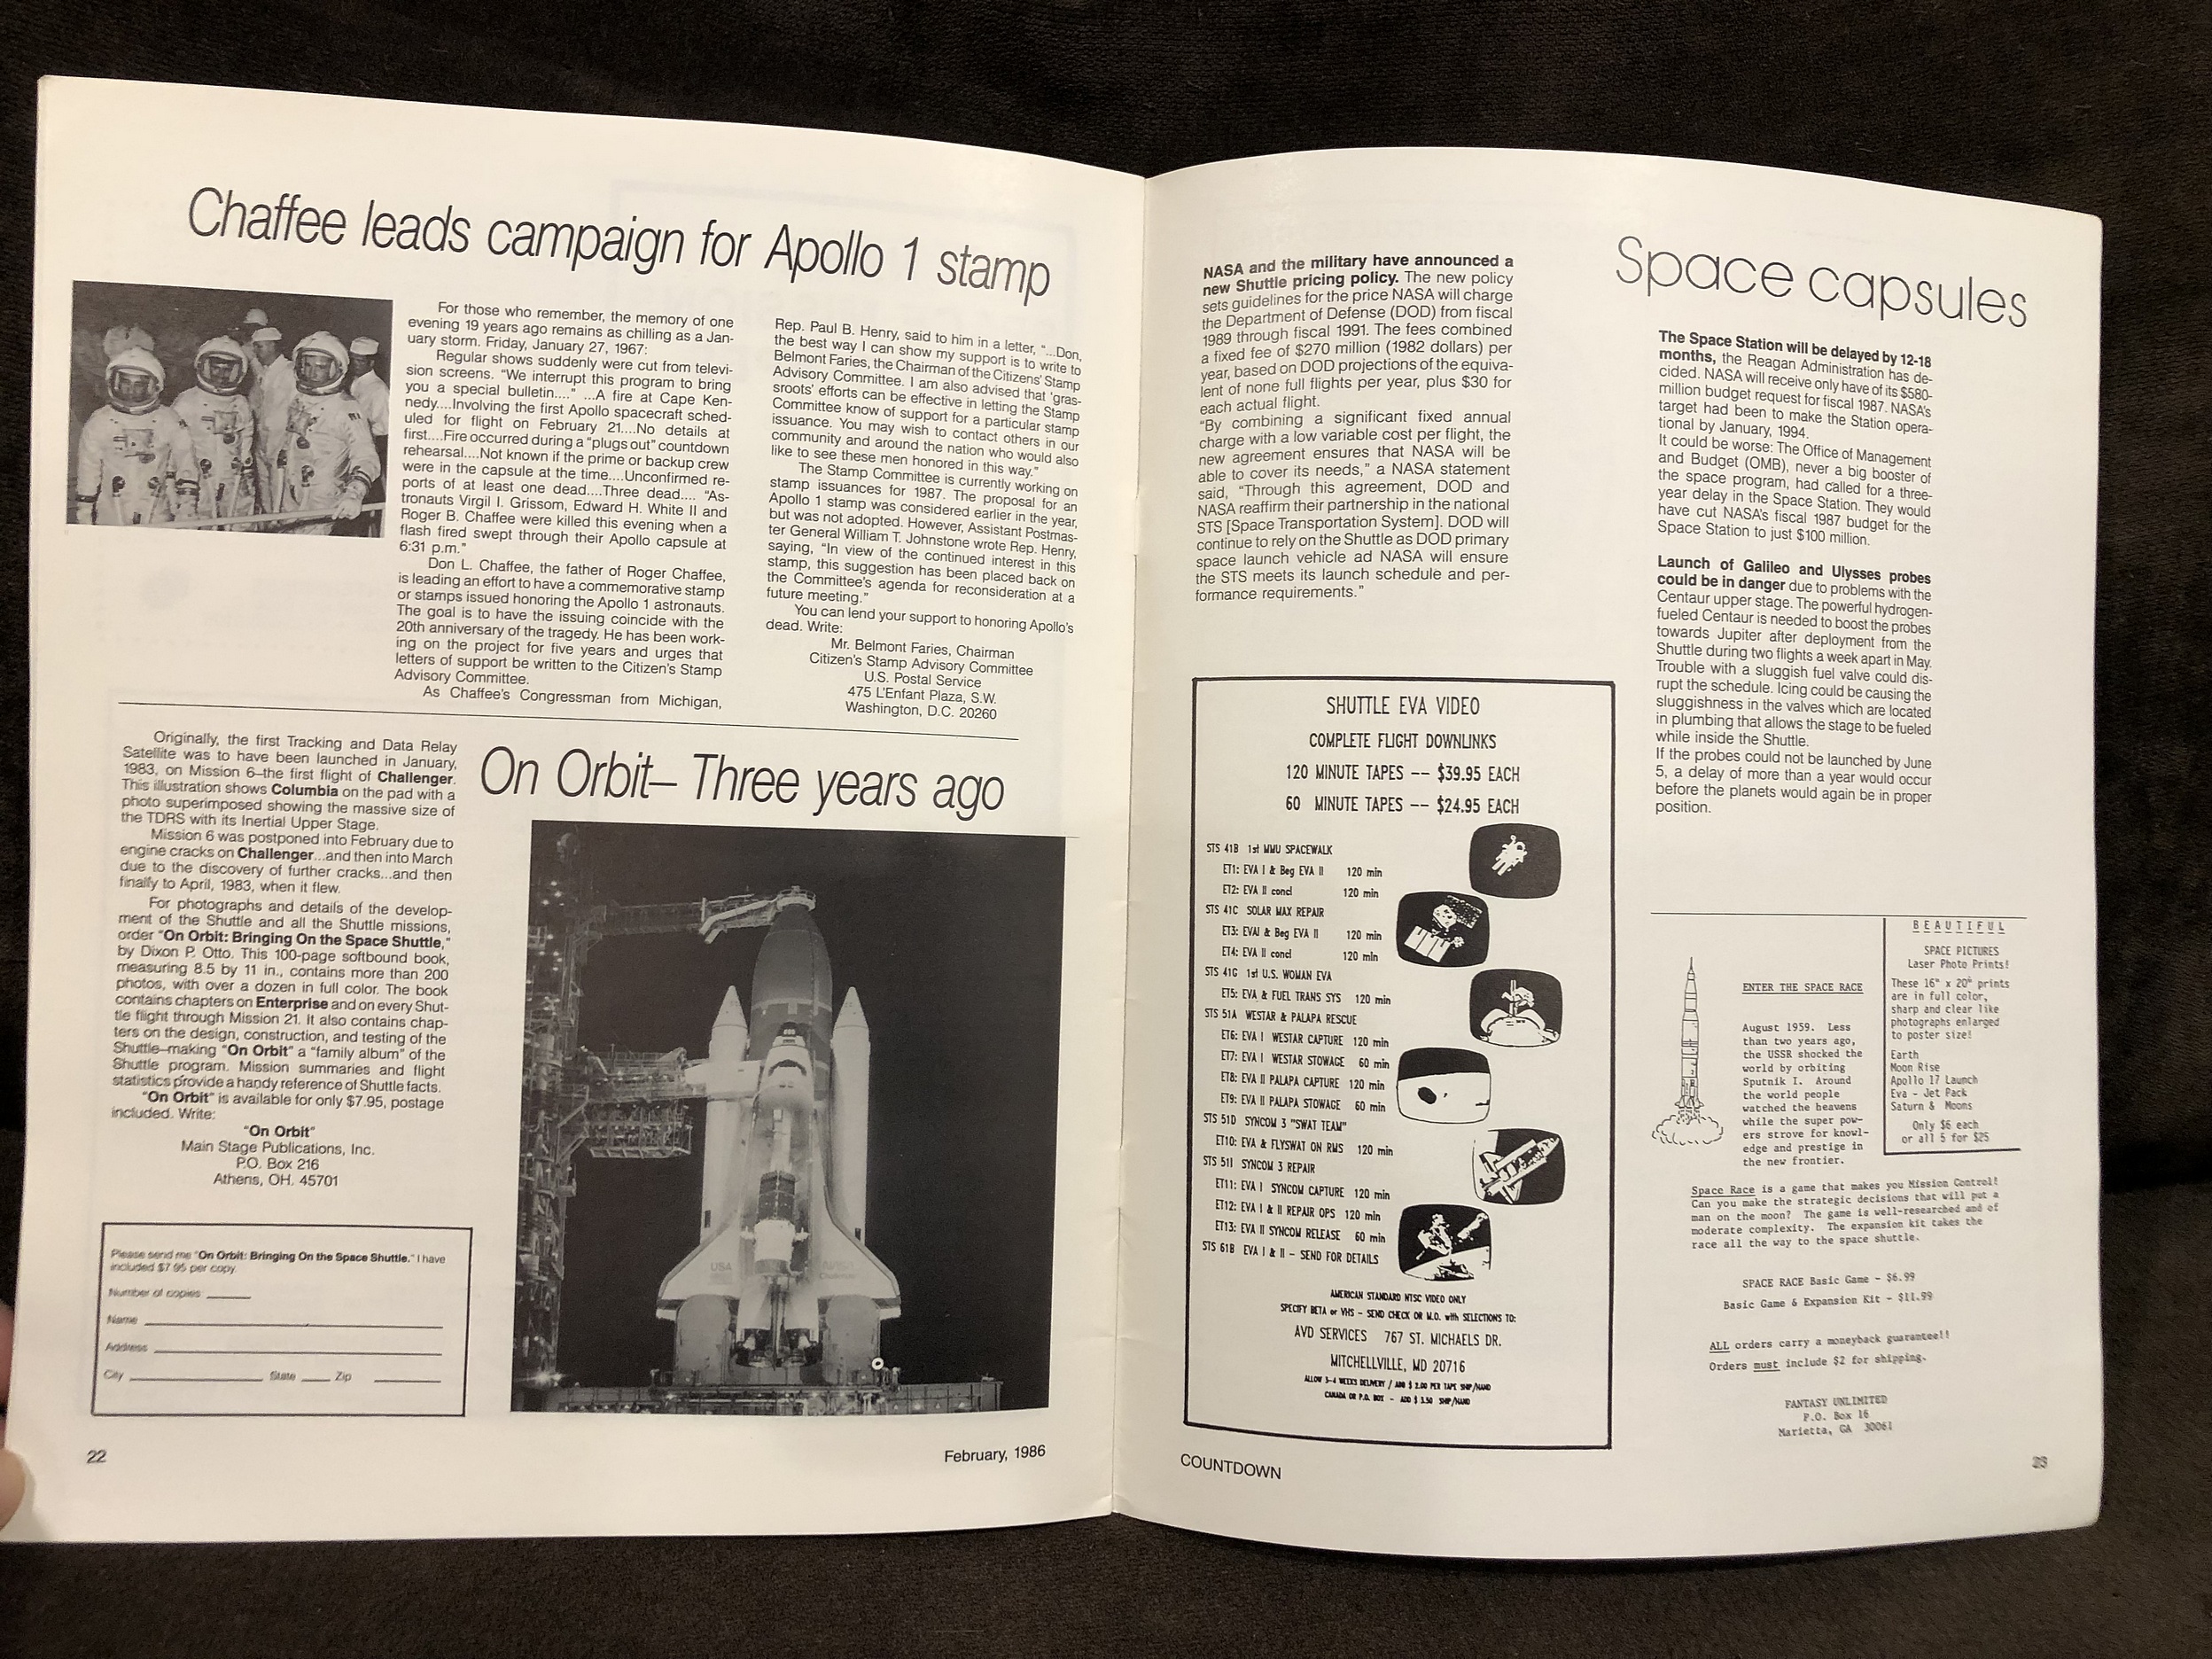 Chaffee leads campaign for Apollo 1 stamp
For those who remember, the memory of one
evening 19 years ago remains as chilling as a Jan-
uary storm. Friday, January 27, 1967:
Regular shows suddenly were cut from televi-
sion screens. “We interrupt this program to bring
you a special bulletin....” ...A fire at Cape Ken-
nedy....Involving the first Apollo spacecraft sched-
uled for flight on February 21....No details at
first....Fire occurred during a “plugs out” countdown
rehearsal....Not known if the prime or backup crew
were in the capsule at the time....Unconfirmed re-
ports of at least one dead....Three dead.... “As-
tronauts Virgil I. Grissom, Edward H. White II and
Roger B. Chaffee were killed this evening when a
flash fired swept through their Apollo capsule at
6:31 p.m.”
Don L. Chaffee, the father of Roger Chaffee,
is leading an effort to have a commemorative stamp
or stamps issued honoring the Apollo 1 astronauts.
The goal is to have the issuing coincide with the
20th anniversary of the tragedy. He has been work-
ing on the project for five years and urges that
letters of support be written to the Citizen's Stamp
Advisory Committee.
As Chaffee's Congressman from Michigan,
Rep. Paul B. Henry, said to him in a letter, “...Don,
the best way I can show my support is to write to
Belmont Faries, the Chairman of the Citizens' Stamp
Advisory Committee. I am also advised that 'gras-
sroots' efforts can be effective in letting the Stamp
Committee know of support for a particular stamp
issuance. You may wish to contact others in our
community and around the nation who would also
like to see these men honored in this way.”
The Stamp Committee is currently working on
stamp issuances for 1987. The proposal for an
Apollo 1 stamp was considered earlier in the year,
but was not adopted. However, Assistant Postmas-
ter General William T. Johnstone wrote Rep. Henry,
saying, “In view of the continued interest in this
stamp, this suggestion has been placed back on
the Committee's agenda for reconsideration at a
future meeting.”
You can lend your support to honoring Apollo's
dead. Write:
Mr. Belmont Faries, Chairman
Citizen's Stamp Advisory Committee
U.S. Postal Service
475 L'Enfant Plaza, S.W.
Washington, D.C. 20260
On Orbit– Three years ago
Originally, the first Tracking and Data Relay
Satellite was to have been launched in January,
1983, on Mission 6–the first flight of Challenger.
This illustration shows Columbia on the pad with a
photo superimposed showing the massive size of
the TDRS with its Inertial Upper Stage.
Mission 6 was postponed into February due to
engine cracks on Challenger...and then into March
due to the discovery of further cracks...and then
finally to April, 1983, when it flew.
For photographs and details of the develop-
ment of the Shuttle and all the Shuttle missions,
order “On Orbit: Bringing On the Space Shuttle,”
by Dixon P. Otto. This 100-page softbound book,
measuring 8.5 by 11 in., contains more than 200
photos, with over a dozen in full color. The book
contains chapters on Enterprise and on every Shut-
tle flight through Mission 21. It also contains chap-
ters on the design, construction, and testing of the
Shuttle–making “On Orbit” a “family album” of the
Shuttle program. Mission summaries and flight
statistics provide a handy reference of Shuttle facts.
“On Orbit” is available for only $7.95, postage
included. Write:
“On Orbit”
Main Stage Publications, Inc.
P.O. Box 216
Athens, OH. 45701
Please send me “On Orbit: Bringing On the Space Shuttle.” I have
included $7.95 per copy.
Number of copies
Name
Address
City State Zip
USA
22
February, 1986
NASA and the military have announced a
new Shuttle pricing policy. The new policy
sets guidelines for the price NASA will charge
the Department of Defense (DOD) from fiscal
1989 through fiscal 1991. The fees combined
a fixed fee of $270 million (1982 dollars) per
year, based on DOD projections of the equiva-
lent of none full flights per year, plus $30 for
each actual flight.
“By combining a significant fixed annual
charge with a low variable cost per flight, the
new agreement ensures that NASA will be
able to cover its needs,” a NASA statement
said, “Through this agreement, DOD and
NASA reaffirm their partnership in the national
STS [Space Transportation System]. DOD will
continue to rely on the Shuttle as DOD primary
space launch vehicle ad NASA will ensure
the STS meets its launch schedule and per-
formance requirements.”
Space capsules
The Space Station will be delayed by 12-18
months, the Reagan Administration has de-
cided. NASA will receive only have of its $580-
million budget request for fiscal 1987. NASA's
target had been to make the Station opera-
tional by January, 1994.
It could be worse: The Office of Management
and Budget (OMB), never a big booster of
the space program, had called for a three-
year delay in the Space Station. They would
have cut NASA's fiscal 1987 budget for the
Space Station to just $100 million.
Launch of Galileo and Ulysses probes
could be in danger due to problems with the
Centaur upper stage. The powerful hydrogen-
fueled Centaur is needed to boost the probes
towards Jupiter after deployment from the
Shuttle during two flights a week apart in May.
Trouble with a sluggish fuel valve could dis-
rupt the schedule. Icing could be causing the
sluggishness in the valves which are located
in plumbing that allows the stage to be fueled
while inside the Shuttle.
If the probes could not be launched by June
5, a delay of more than a year would occur
before the planets would again be in proper
position.
SHUTTLE EVA VIDEO
COMPLETE FLIGHT DOWNLINKS
120 MINUTE TAPES -- $39.95 EACH
60 MINUTE TAPES -- $24.95 EACH
STS 41B 1st MMU SPACEWALK
ET1: EVA I & Beg EVA II 120 min
ET2: EVA II concl 120 min
STS 41C SOLAR MAX REPAIR
ET3: EVAI & Beg EVA II 120 min
ET4: EVA II concl 120 min
STS 41G 1st U.S. WOMAN EVA
ET5: EVA & FUEL TRANS SYS 120 min
STS 51A WESTAR & PALAPA RESCUE
ET6: EVA I WESTAR CAPTURE 120 min
ET7: EVA I WESTAR STOWAGE 60 min
ET8: EVA II PALAPA CAPTURE 120 min
ET9: EVA II PALAPA STOWAGE 60 min
STS 51D SYNCOM 3 "SWAT TEAM"
ET10: EVA & FLYSWAT ON RMS 120 min
STS 51I SYNCOM 3 REPAIR
ET11: EVA I SYNCOM CAPTURE 120 min
ET12: EVA I & II REPAIR OPS 120 min
ET13: EVA II SYNCOM RELEASE 60 min
STS 61B EVA I & II - SEND FOR DETAILS
AMERICAN STANDARD NTSC VIDEO ONLY
SPECIFY BETA or VHS - SEND CHECK OR M.O. with SELECTIONS TO:
AVD SERVICES 767 ST. MICHAELS DR.
MITCHELLVILLE, MD 20716
ALLOW 3-4 WEEKS DELIVERY / ADD $ 2.00 PER TAPE SHIP/HAND
CANADA OR P.O. BOX - ADD $ 3.50 SHIP/HAND
ENTER THE SPACE RACE
August 1959. Less
than two years ago,
the USSR shocked the
world by orbiting
Sputnik I. Around
the world people
watched the heavens
while the super pow-
ers strove for knowl-
edge and prestige in
the new frontier.
BEAUTIFUL
SPACE PICTURES
Laser Photo Prints!
These 16" x 20" prints
are in full color,
sharp and clear like
photographs enlarged
to poster size!
Earth
Moon Rise
Apollo 17 Launch
Eva - Jet Pack
Saturn & Moons
Only $6 each
or all 5 for $25
Space Race is a game that makes you Mission Control!
Can you make the strategic decisions that will put a
man on the moon? The game is well-researched and of
moderate complexity. The expansion kit takes the
race all the way to the space shuttle.
SPACE RACE Basic Game - $6.99
Basic Game & Expansion Kit - $11.99
ALL orders carry a moneyback guarantee!!
Orders must include $2 for shipping.
FANTASY UNLIMITED
P.O. Box 16
Marietta, GA 30061
COUNTDOWN
23